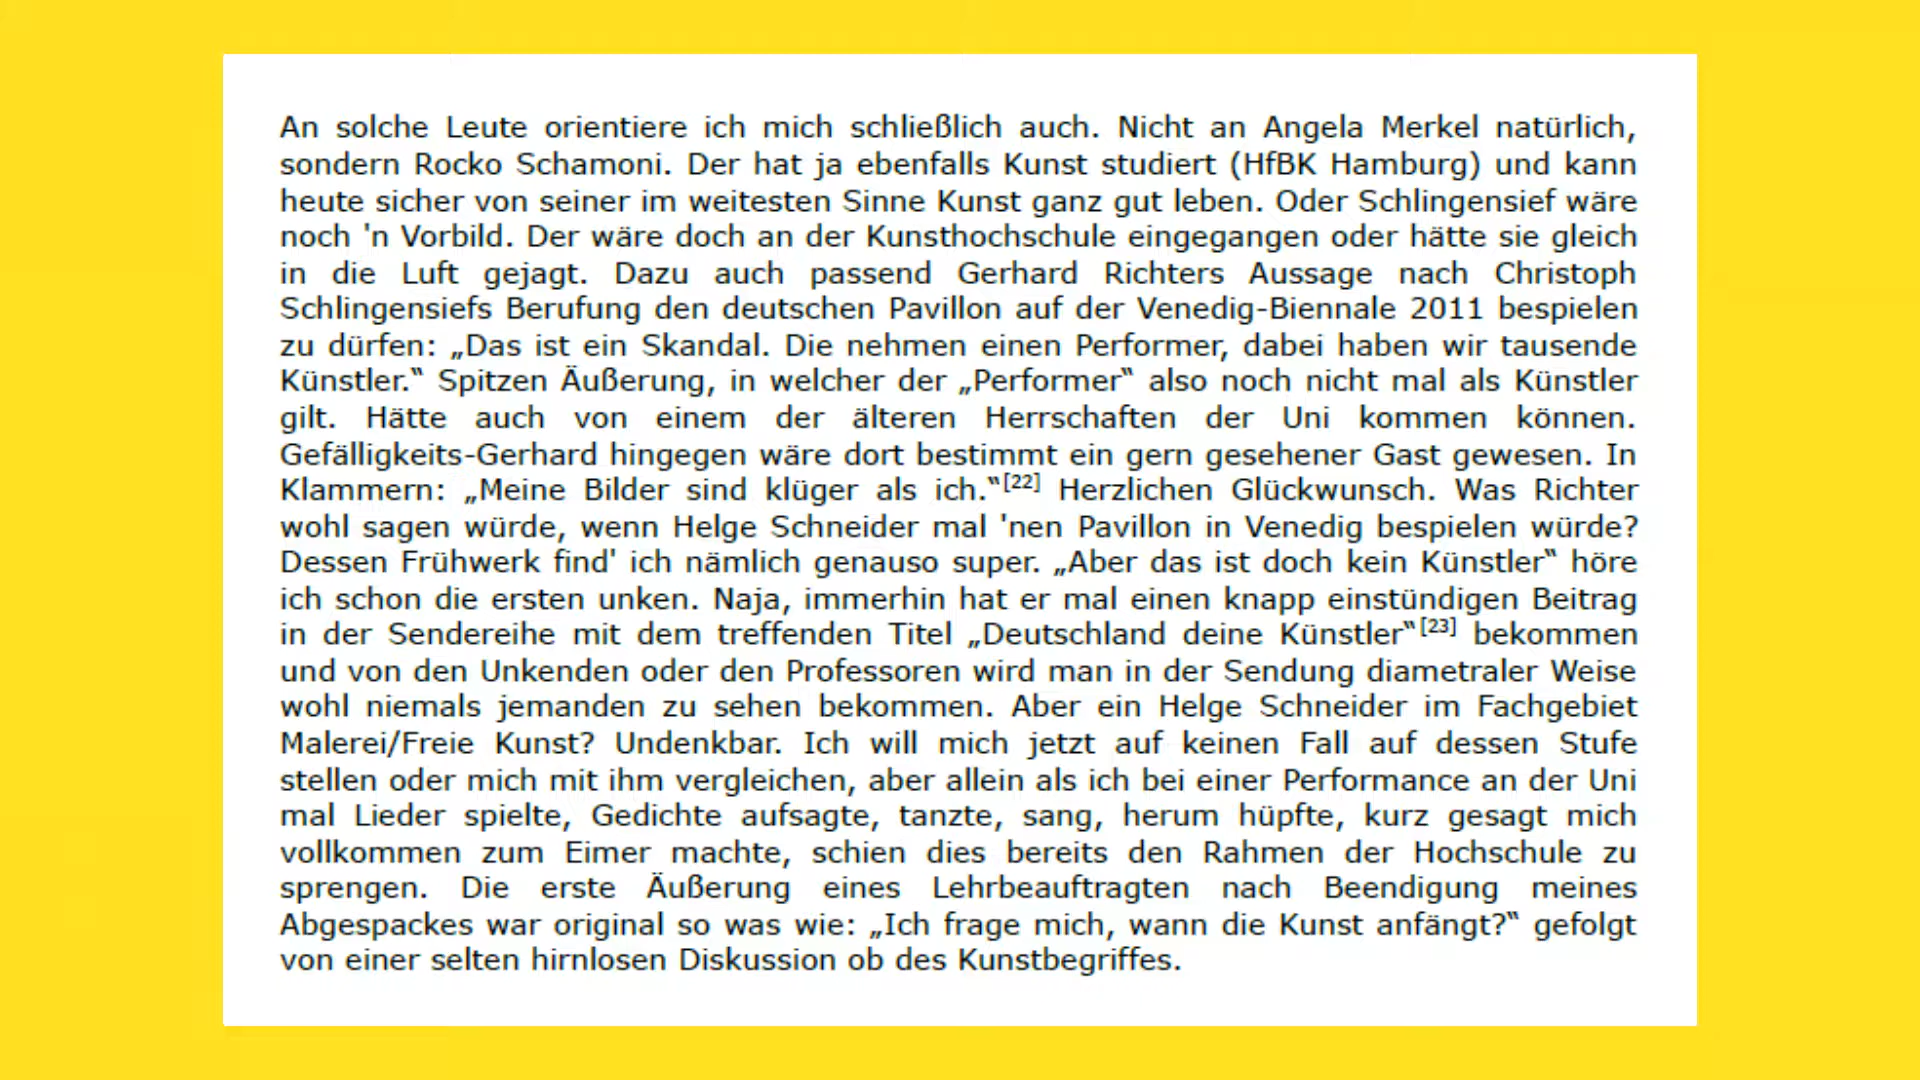 An solche Leute orientiere ich mich schließlich auch. Nicht an Angela Merkel natürlich,
sondern Rocko Schamoni. Der hat ja ebenfalls Kunst studiert (HfBK Hamburg) und kann
heute sicher von seiner im weitesten Sinne Kunst ganz gut leben. Oder Schlingensief wäre
noch 'n Vorbild. Der wäre doch an der Kunsthochschule eingegangen oder hätte sie gleich
in die Luft gejagt. Dazu auch passend Gerhard Richters Aussage nach Christoph
Schlingensiefs Berufung den deutschen Pavillon auf der Venedig-Biennale 2011 bespielen
zu dürfen: „Das ist ein Skandal. Die nehmen einen Performer, dabei haben wir tausende
Künstler.“ Spitzen Äußerung, in welcher der „Performer“ also noch nicht mal als Künstler
gilt. Hätte auch von einem der älteren Herrschaften der Uni kommen können.
Gefälligkeits-Gerhard hingegen wäre dort bestimmt ein gern gesehener Gast gewesen. In
Klammern: „Meine Bilder sind klüger als ich.“[22] Herzlichen Glückwunsch. Was Richter
wohl sagen würde, wenn Helge Schneider mal 'nen Pavillon in Venedig bespielen würde?
Dessen Frühwerk find' ich nämlich genauso super. „Aber das ist doch kein Künstler“ höre
ich schon die ersten unken. Naja, immerhin hat er mal einen knapp einstündigen Beitrag
in der Sendereihe mit dem treffenden Titel „Deutschland deine Künstler“[23] bekommen
und von den Unkenden oder den Professoren wird man in der Sendung diametraler Weise
wohl niemals jemanden zu sehen bekommen. Aber ein Helge Schneider im Fachgebiet
Malerei/Freie Kunst? Undenkbar. Ich will mich jetzt auf keinen Fall auf dessen Stufe
stellen oder mich mit ihm vergleichen, aber allein als ich bei einer Performance an der Uni
mal Lieder spielte, Gedichte aufsagte, tanzte, sang, herum hüpfte, kurz gesagt mich
vollkommen zum Eimer machte, schien dies bereits den Rahmen der Hochschule zu
sprengen. Die erste Äußerung eines Lehrbeauftragten nach Beendigung meines
Abgespackes war original so was wie: „Ich frage mich, wann die Kunst anfängt?“ gefolgt
von einer selten hirnlosen Diskussion ob des Kunstbegriffes.